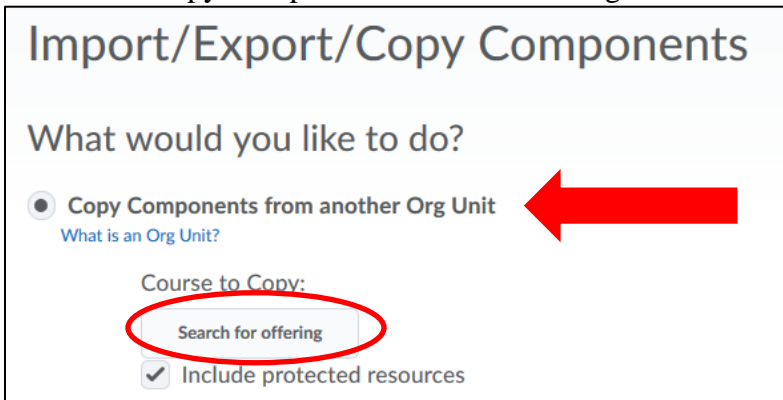 Import/Export/Copy Components
What would you like to do?
Copy Components from another Org Unit
What is an Org Unit?
Course to Copy:
Search for offering
Include protected resources